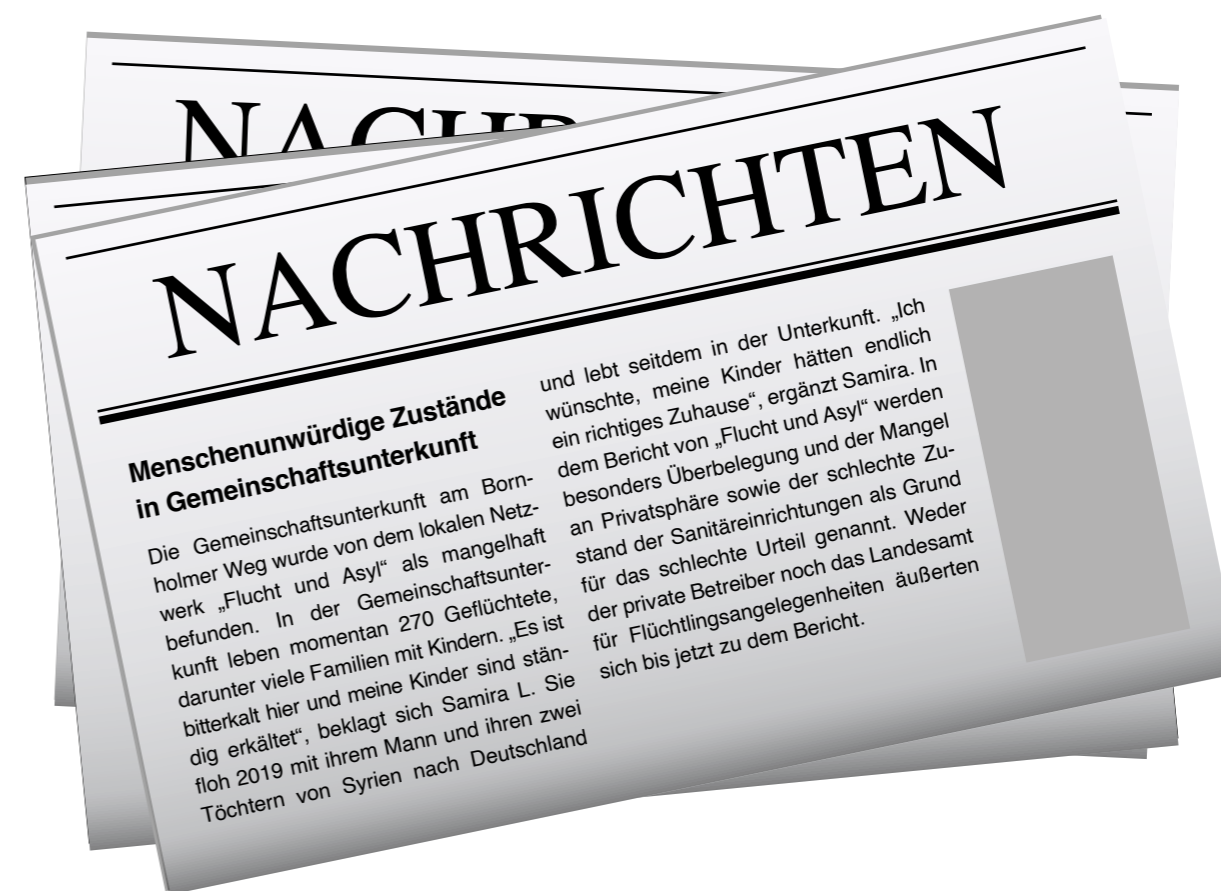 NACHRICHTEN
Menschenunwürdige Zustände
in Gemeinschaftsunterkunft
Die Gemeinschaftsunterkunft am Born-
holmer Weg wurde von dem lokalen Netz-
werk „Flucht und Asyl“ als mangelhaft
befunden. In der Gemeinschaftsunter-
kunft leben momentan 270 Geflüchtete,
darunter viele Familien mit Kindern. „Es ist
bitterkalt hier und meine Kinder sind stän-
dig erkältet“, beklagt sich Samira L. Sie
floh 2019 mit ihrem Mann und ihren zwei
Töchtern von Syrien nach Deutschland
und lebt seitdem in der Unterkunft. „Ich
wünschte, meine Kinder hätten endlich
ein richtiges Zuhause“, ergänzt Samira. In
dem Bericht von „Flucht und Asyl“ werden
besonders Überbelegung und der Mangel
an Privatsphäre sowie der schlechte Zu-
stand der Sanitäreinrichtungen als Grund
für das schlechte Urteil genannt. Weder
der private Betreiber noch das Landesamt
für Flüchtlingsangelegenheiten äußerten
sich bis jetzt zu dem Bericht.